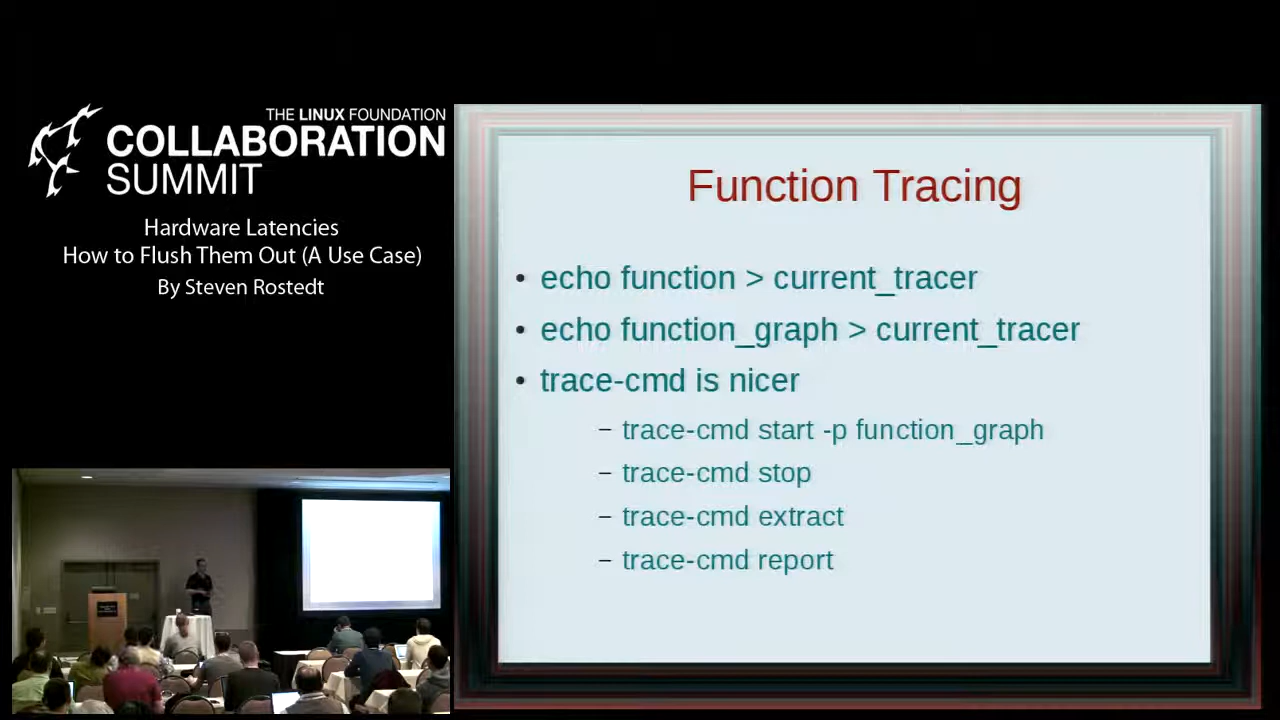 THE LINUX FOUNDATION
COLLABORATION
SUMMIT
Hardware Latencies
How to Flush Them Out (A Use Case)
By Steven Rostedt
Function Tracing
• echo function > current_tracer
• echo function_graph > current_tracer
• trace-cmd is nicer
– trace-cmd start -p function_graph
– trace-cmd stop
– trace-cmd extract
– trace-cmd report